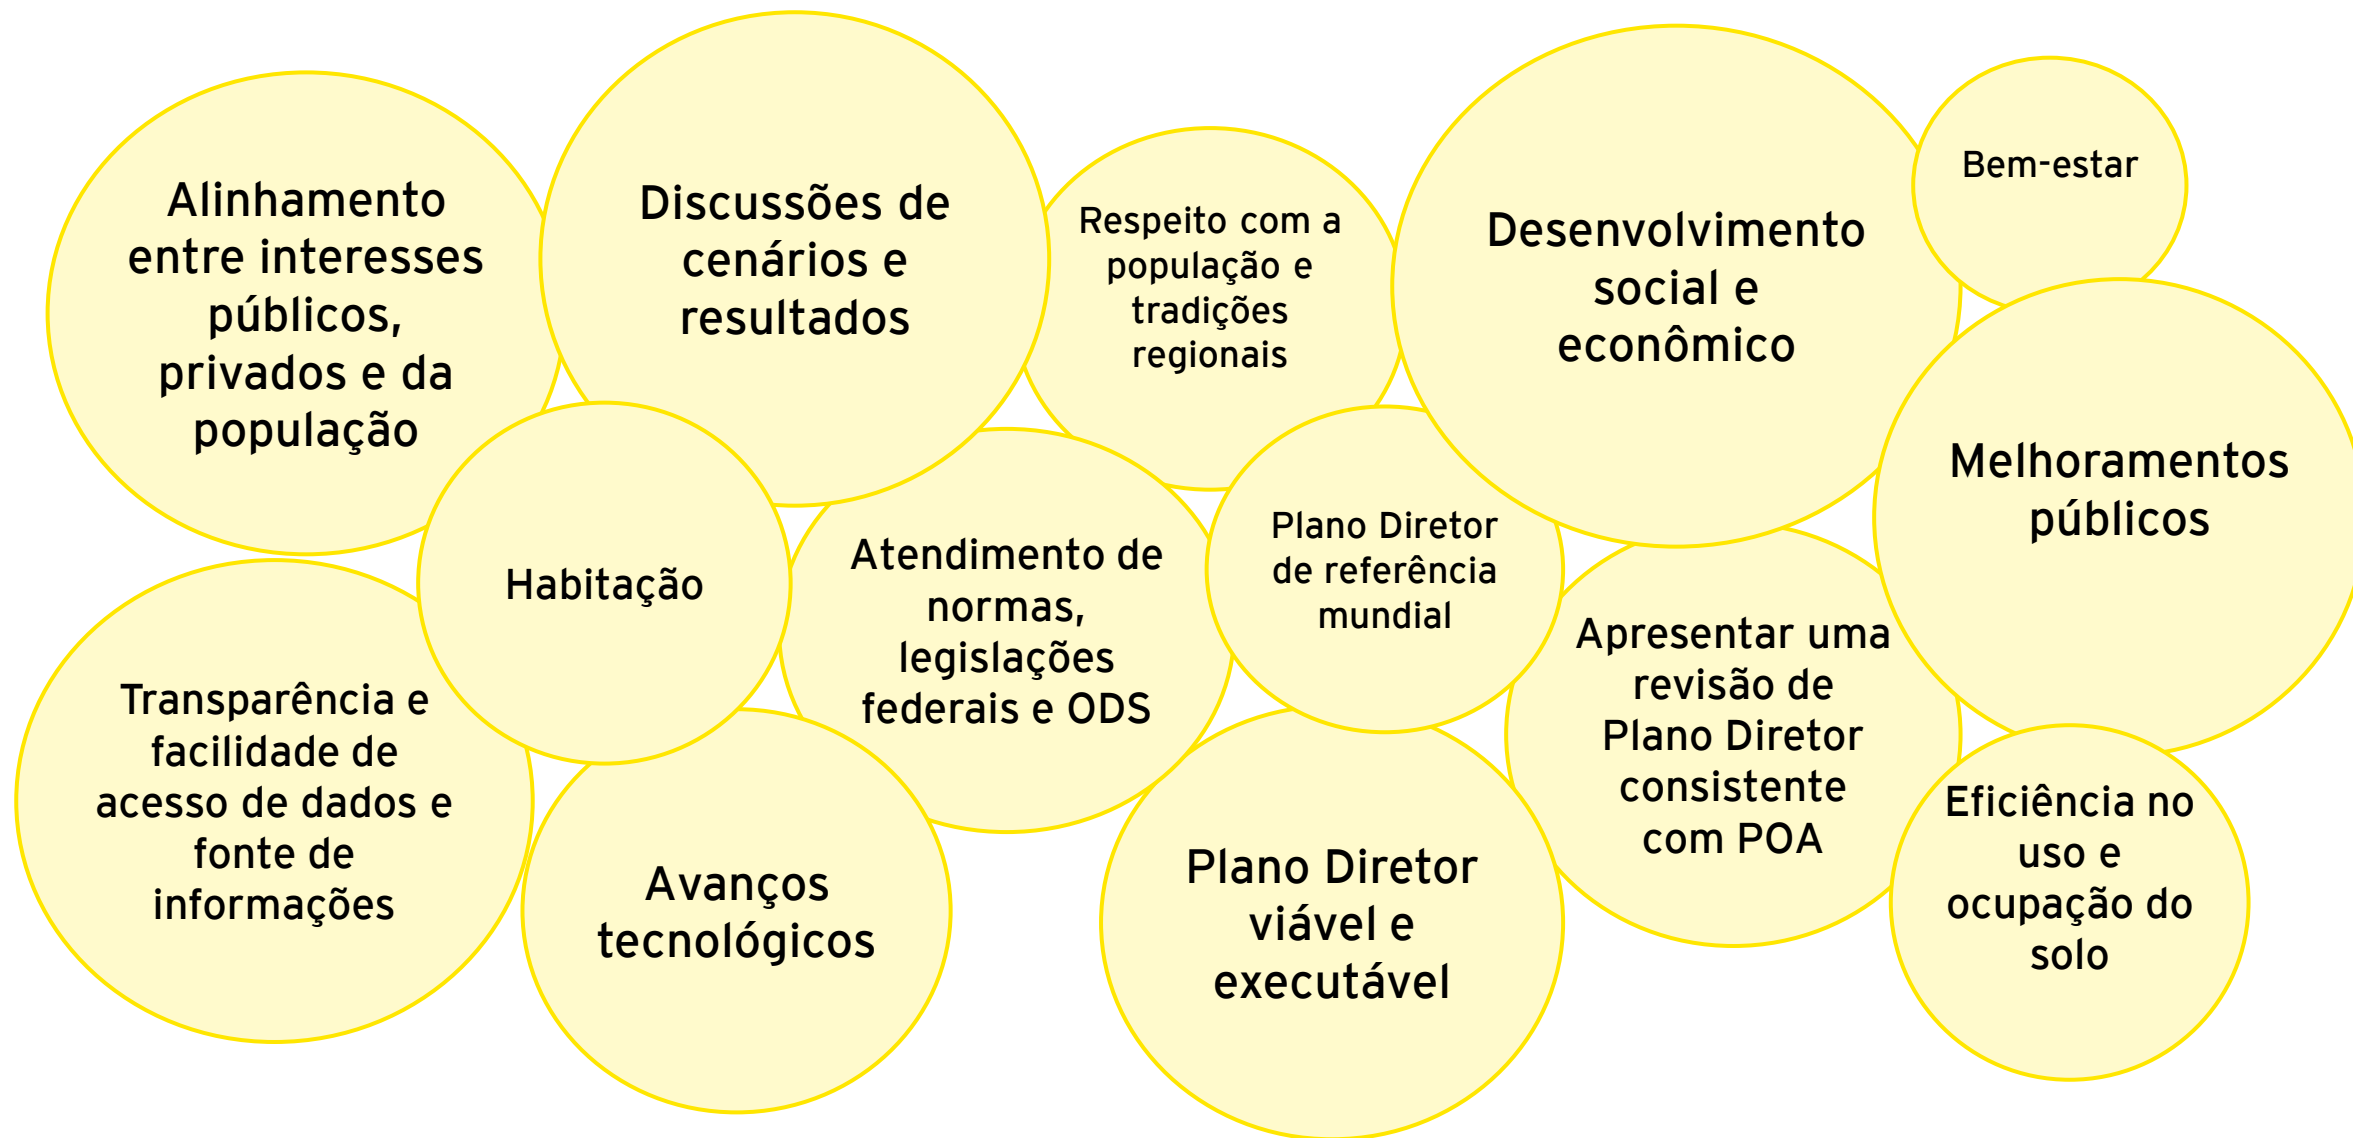 Alinhamento
entre interesses
públicos,
privados e da
população
Discussões de
cenários e
resultados
Respeito com a
população e
tradições
regionais
Desenvolvimento
social e
econômico
Bem-estar
Melhoramentos
públicos
Habitação
Atendimento de
normas,
legislações
federais e ODS
Plano Diretor
de referência
mundial
Apresentar uma
revisão de
Plano Diretor
consistente
com POA
Transparência e
facilidade de
acesso de dados e
fonte de
informações
Avanços
tecnológicos
Plano Diretor
viável e
executável
Eficiência no
uso e
ocupação do
solo